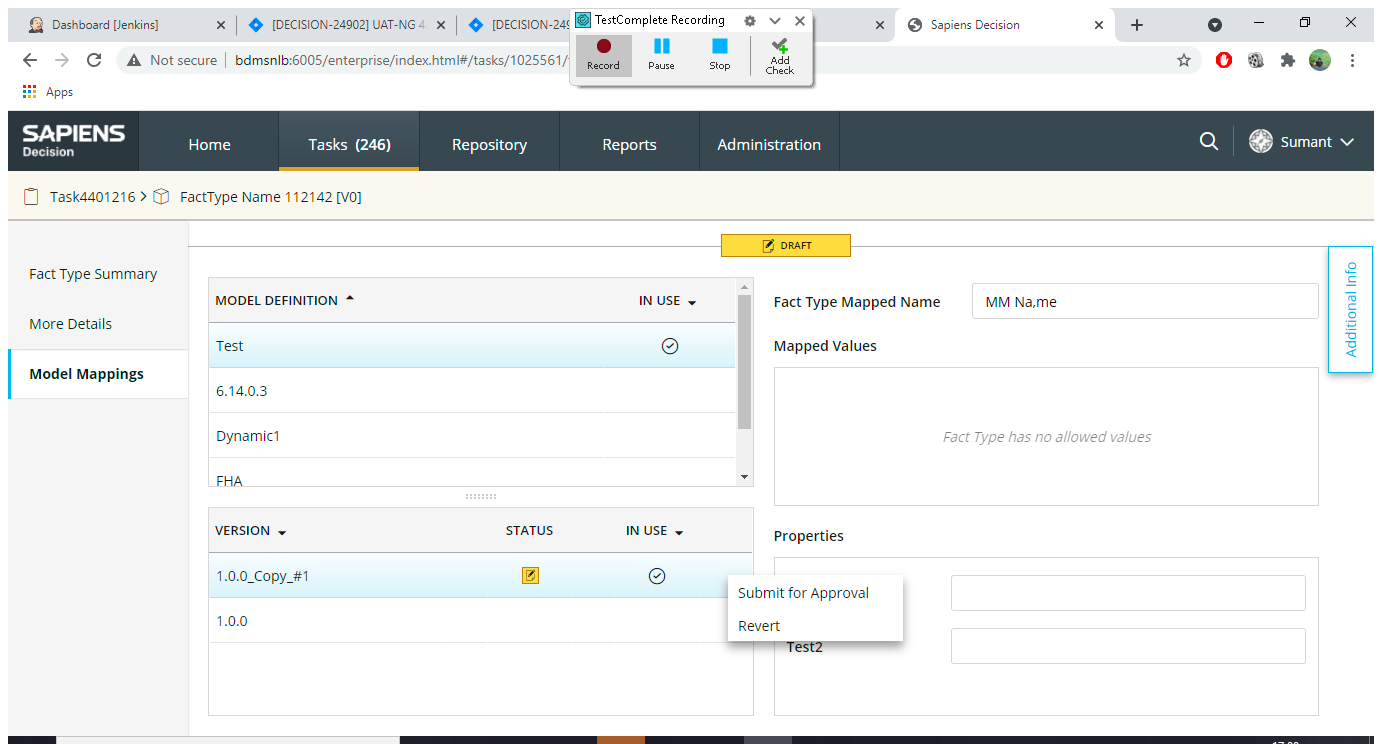 Dashboard [Jenkins]
[DECISION-24902] UAT-NG 4
[DECISION-249
TestComplete Recording
Sapiens Decision
Record
Pause
Stop
Add Check
Not secure
bdmsnlb:6005/enterprise/index.html#/tasks/1025561/
Apps
SAPIENS
Decision
Home
Tasks (246)
Repository
Reports
Administration
Sumant
Task4401216
FactType Name 112142 [V0]
DRAFT
Fact Type Summary
More Details
Model Mappings
MODEL DEFINITION
IN USE
Test
6.14.0.3
Dynamic1
FHA
VERSION
STATUS
IN USE
1.0.0_Copy_#1
1.0.0
Submit for Approval
Revert
Fact Type Mapped Name
MM Na,me
Mapped Values
Fact Type has no allowed values
Properties
Test2
Additional Info